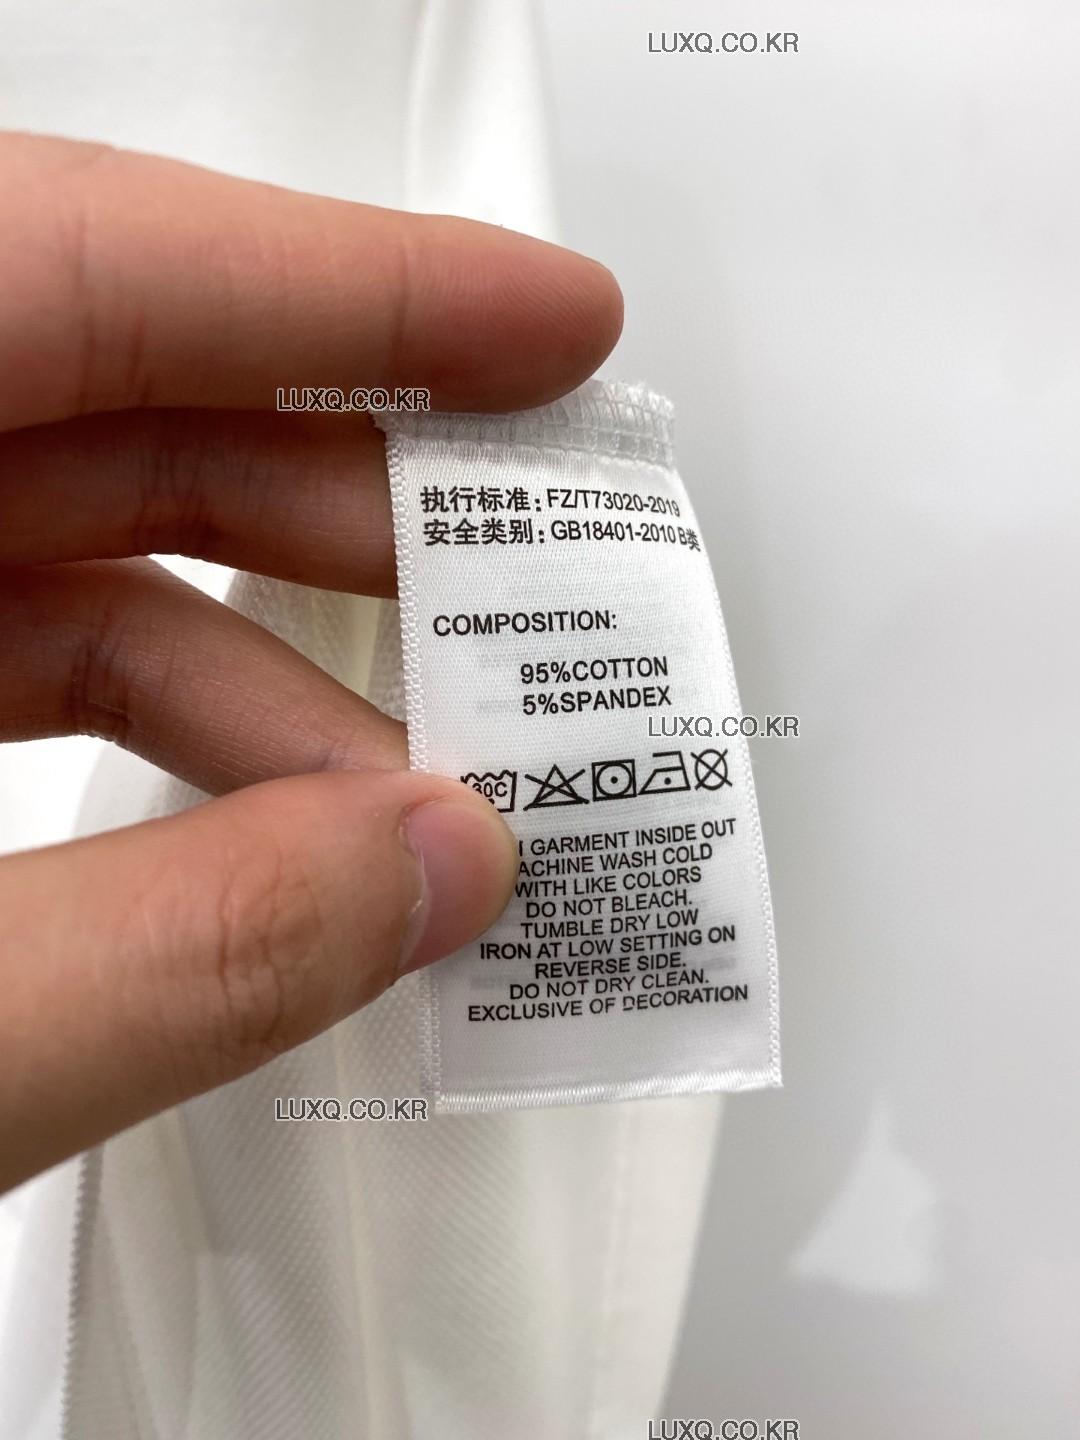 LUXQ.CO.KR
LUXQ.CO.KR
执行标准: FZ/T73020-2019
安全类别: GB18401-2010 B类
COMPOSITION:
95%COTTON
5%SPANDEX
LUXQ.CO.KR
30C
GARMENT INSIDE OUT
ACHINE WASH COLD
WITH LIKE COLORS
DO NOT BLEACH.
TUMBLE DRY LOW
IRON AT LOW SETTING ON
REVERSE SIDE.
DO NOT DRY CLEAN.
EXCLUSIVE OF DECORATION
LUXQ.CO.KR
LUXQ.CO.KR